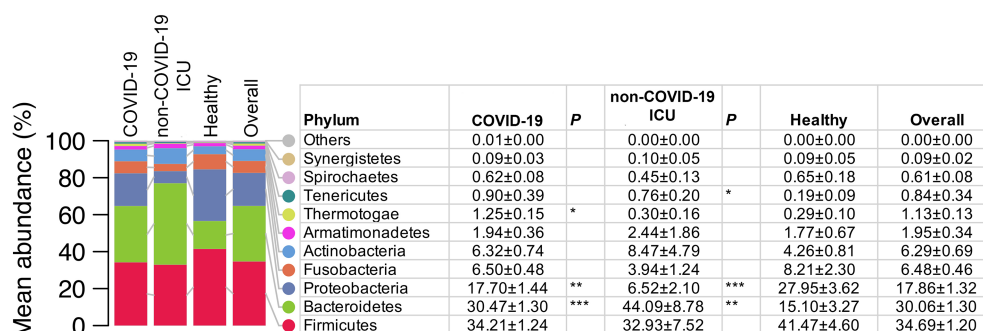 COVID-19
non-COVID-19
ICU
Healthy
Overall
Mean abundance (%)
100
80
60
40
20
0
Phylum COVID-19 P non-COVID-19 ICU P Healthy Overall
Others 0.01±0.00 0.00±0.00 0.00±0.00 0.00±0.00
Synergistetes 0.09±0.03 0.10±0.05 0.09±0.05 0.09±0.02
Spirochaetes 0.62±0.08 0.45±0.13 0.65±0.18 0.61±0.08
Tenericutes 0.90±0.39 0.76±0.20 * 0.19±0.09 0.84±0.34
Thermotogae 1.25±0.15 * 0.30±0.16 0.29±0.10 1.13±0.13
Armatimonadetes 1.94±0.36 2.44±1.86 1.77±0.67 1.95±0.34
Actinobacteria 6.32±0.74 8.47±4.79 4.26±0.81 6.29±0.69
Fusobacteria 6.50±0.48 3.94±1.24 8.21±2.30 6.48±0.46
Proteobacteria 17.70±1.44 ** 6.52±2.10 *** 27.95±3.62 17.86±1.32
Bacteroidetes 30.47±1.30 *** 44.09±8.78 ** 15.10±3.27 30.06±1.30
Firmicutes 34.21±1.24 32.93±7.52 41.47±4.60 34.69±1.20